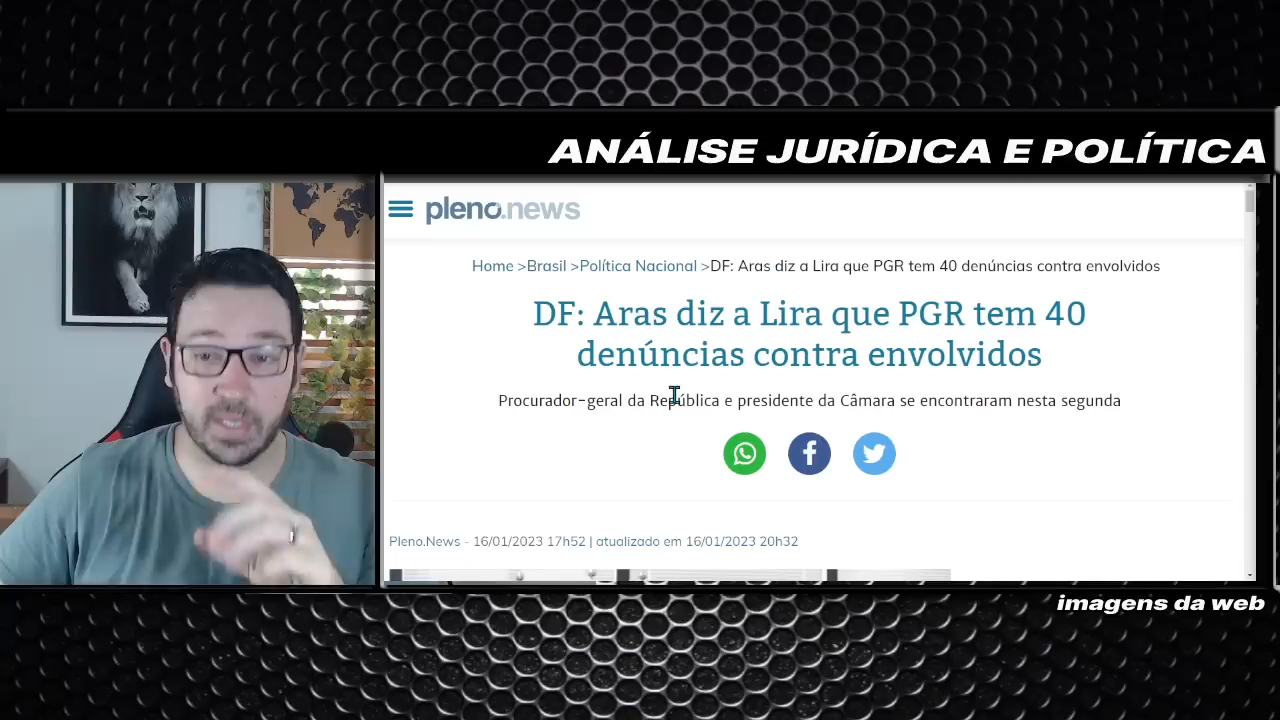 ANÁLISE JURÍDICA E POLÍTICA
pleno.news
Home >Brasil >Política Nacional >DF: Aras diz a Lira que PGR tem 40 denúncias contra envolvidos
DF: Aras diz a Lira que PGR tem 40
denúncias contra envolvidos
Procurador-geral da República e presidente da Câmara se encontraram nesta segunda
Pleno.News - 16/01/2023 17h52 | atualizado em 16/01/2023 20h32
imagens da web